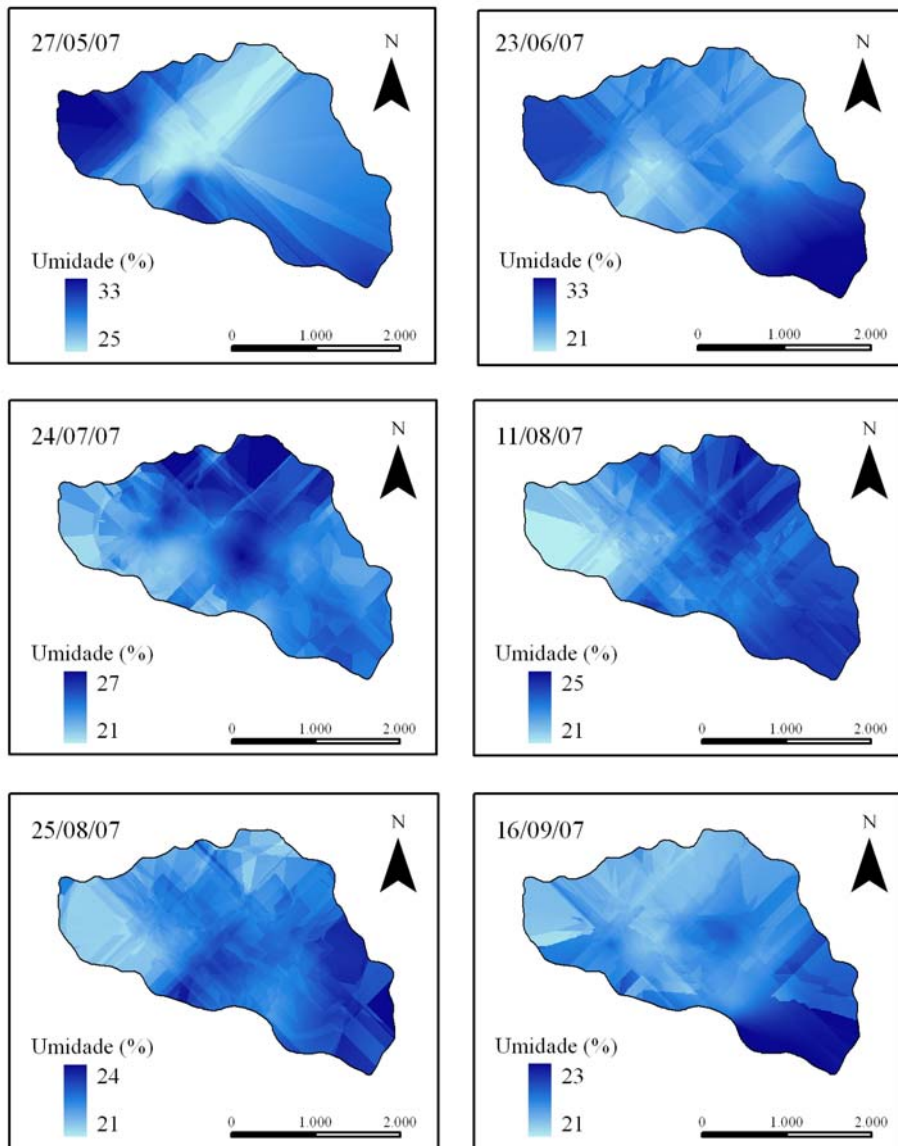 27/05/07
N
Umidade (%)
33
25
0 1.000 2.000
23/06/07
N
Umidade (%)
33
21
0 1.000 2.000
24/07/07
N
Umidade (%)
27
21
0 1.000 2.000
11/08/07
N
Umidade (%)
25
21
0 1.000 2.000
25/08/07
N
Umidade (%)
24
21
0 1.000 2.000
16/09/07
N
Umidade (%)
23
21
0 1.000 2.000